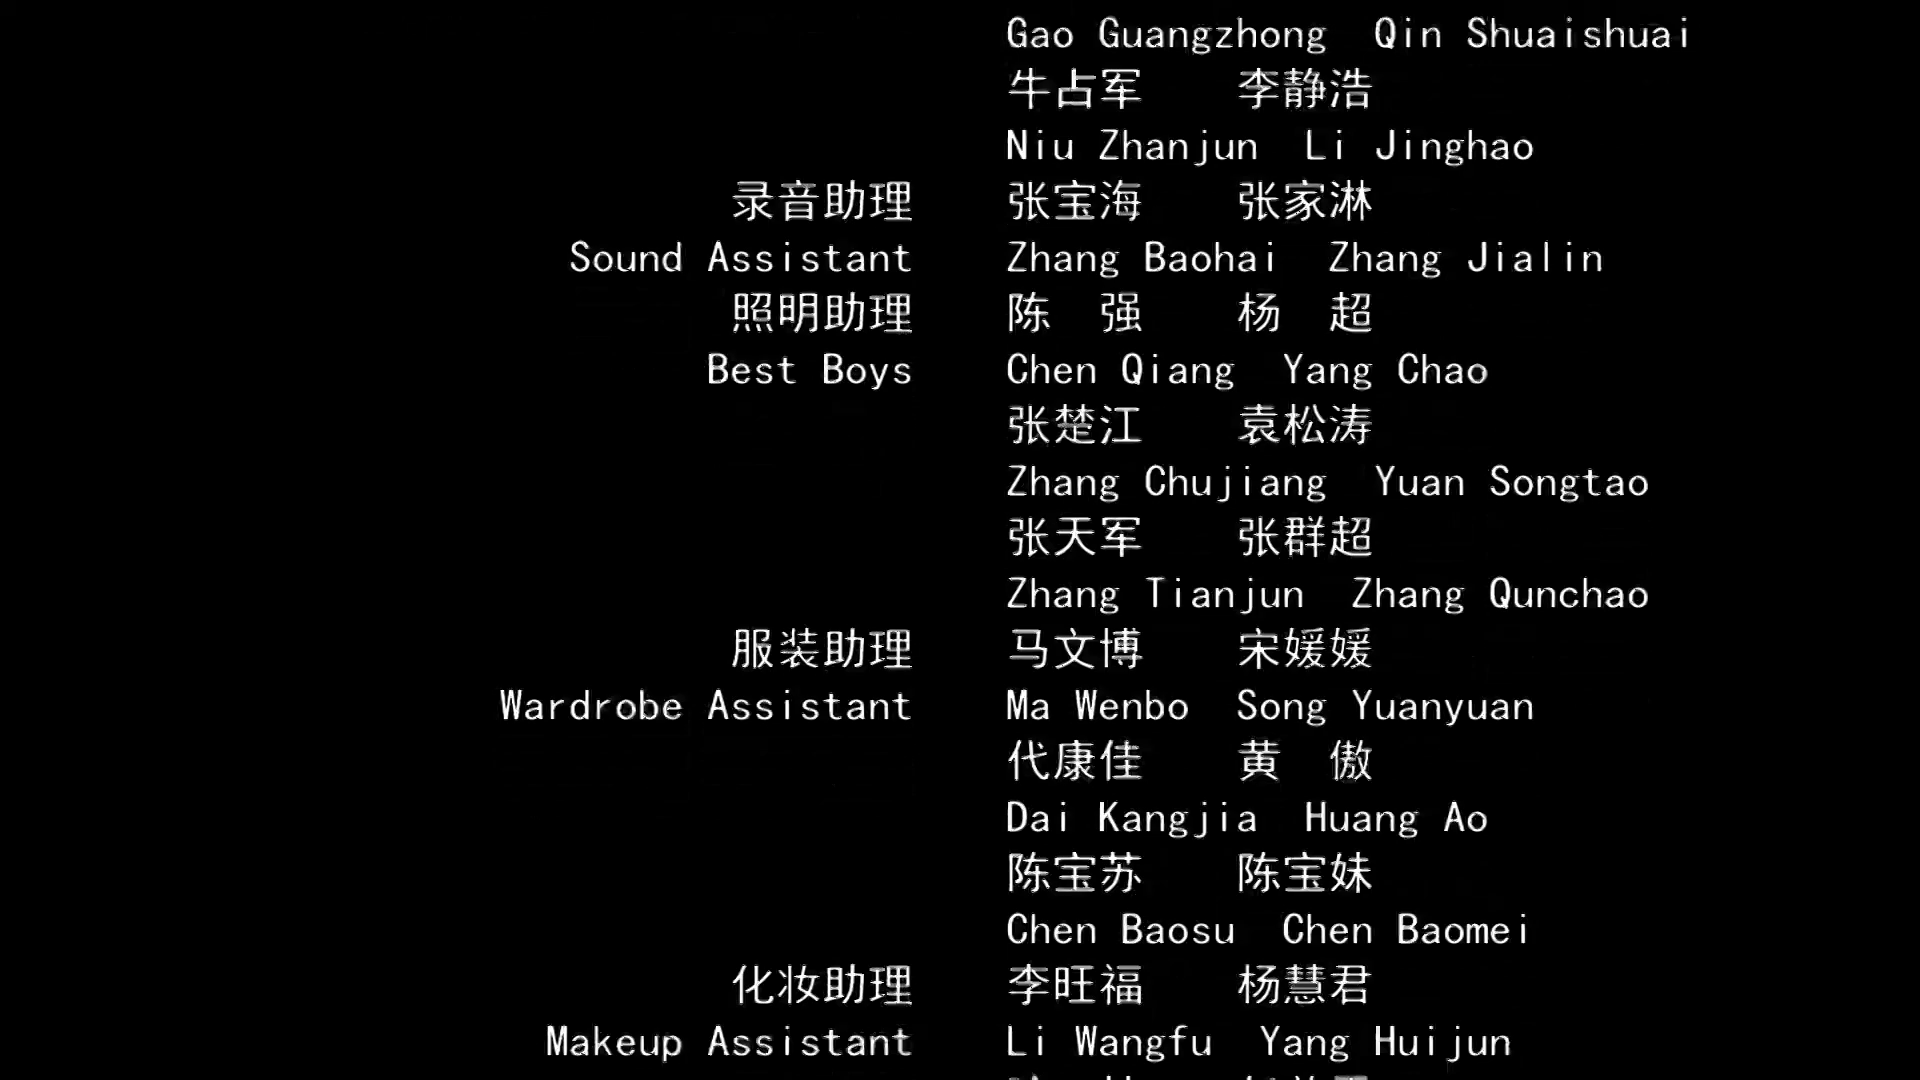 Gao Guangzhong  Qin Shuaishuai
牛占军  李静浩
Niu Zhanjun  Li Jinghao
录音助理  张宝海  张家淋
Sound Assistant  Zhang Baohai  Zhang Jialin
照明助理  陈 强  杨 超
Best Boys  Chen Qiang  Yang Chao
张楚江  袁松涛
Zhang Chujiang  Yuan Songtao
张天军  张群超
Zhang Tianjun  Zhang Qunchao
服装助理  马文博  宋媛媛
Wardrobe Assistant  Ma Wenbo  Song Yuanyuan
代康佳  黄 傲
Dai Kangjia  Huang Ao
陈宝苏  陈宝妹
Chen Baosu  Chen Baomei
化妆助理  李旺福  杨慧君
Makeup Assistant  Li Wangfu  Yang Huijun